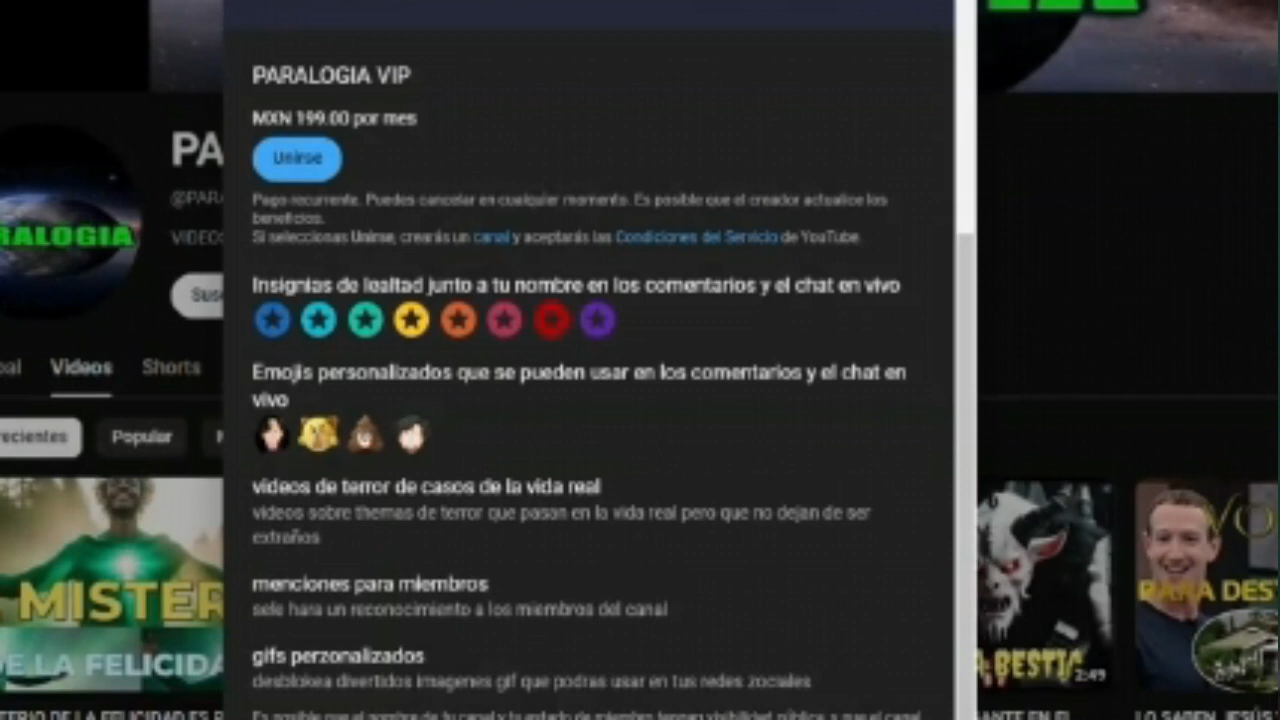 PARALOGIA VIP
MXN 199.00 por mes
Unirse
Pago recurrente. Puedes cancelar en cualquier momento. Es posible que el creador actualice los
beneficios.
Si seleccionas Unirse, crearás un canal y aceptarás las Condiciones del Servicio de YouTube.
Insignias de lealtad junto a tu nombre en los comentarios y el chat en vivo
Emojis personalizados que se pueden usar en los comentarios y el chat en
vivo
videos de terror de casos de la vida real
videos sobre themas de terror que pasan en la vida real pero que no dejan de ser
extraños
menciones para miembros
sele hara un reconocimiento a los miembros del canal
gifs perzonalizados
desblokea divertidos imagenes gif que podras usar en tus redes zociales
PA
@PAR
RALOGIA
VIDEO
Sus
Videos
Shorts
recientes
Popular
MISTER
DE LA FELICIDA
BESTIA
2:49
PARA DES